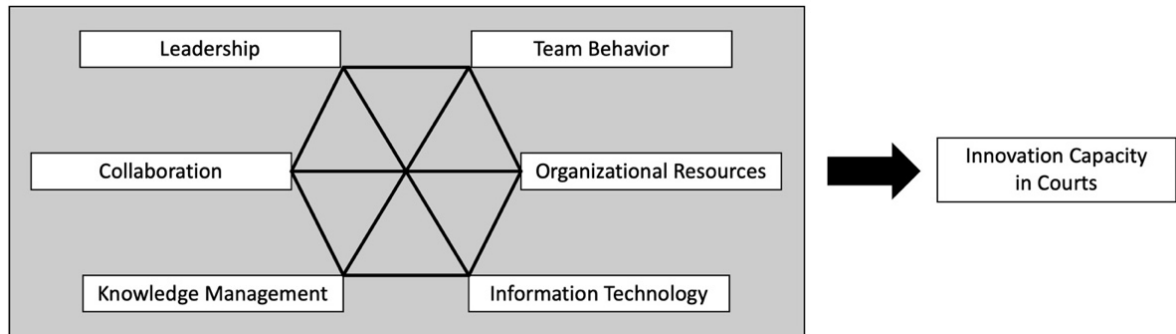 Leadership
Team Behavior
Collaboration
Organizational Resources
Knowledge Management
Information Technology
Innovation Capacity
in Courts